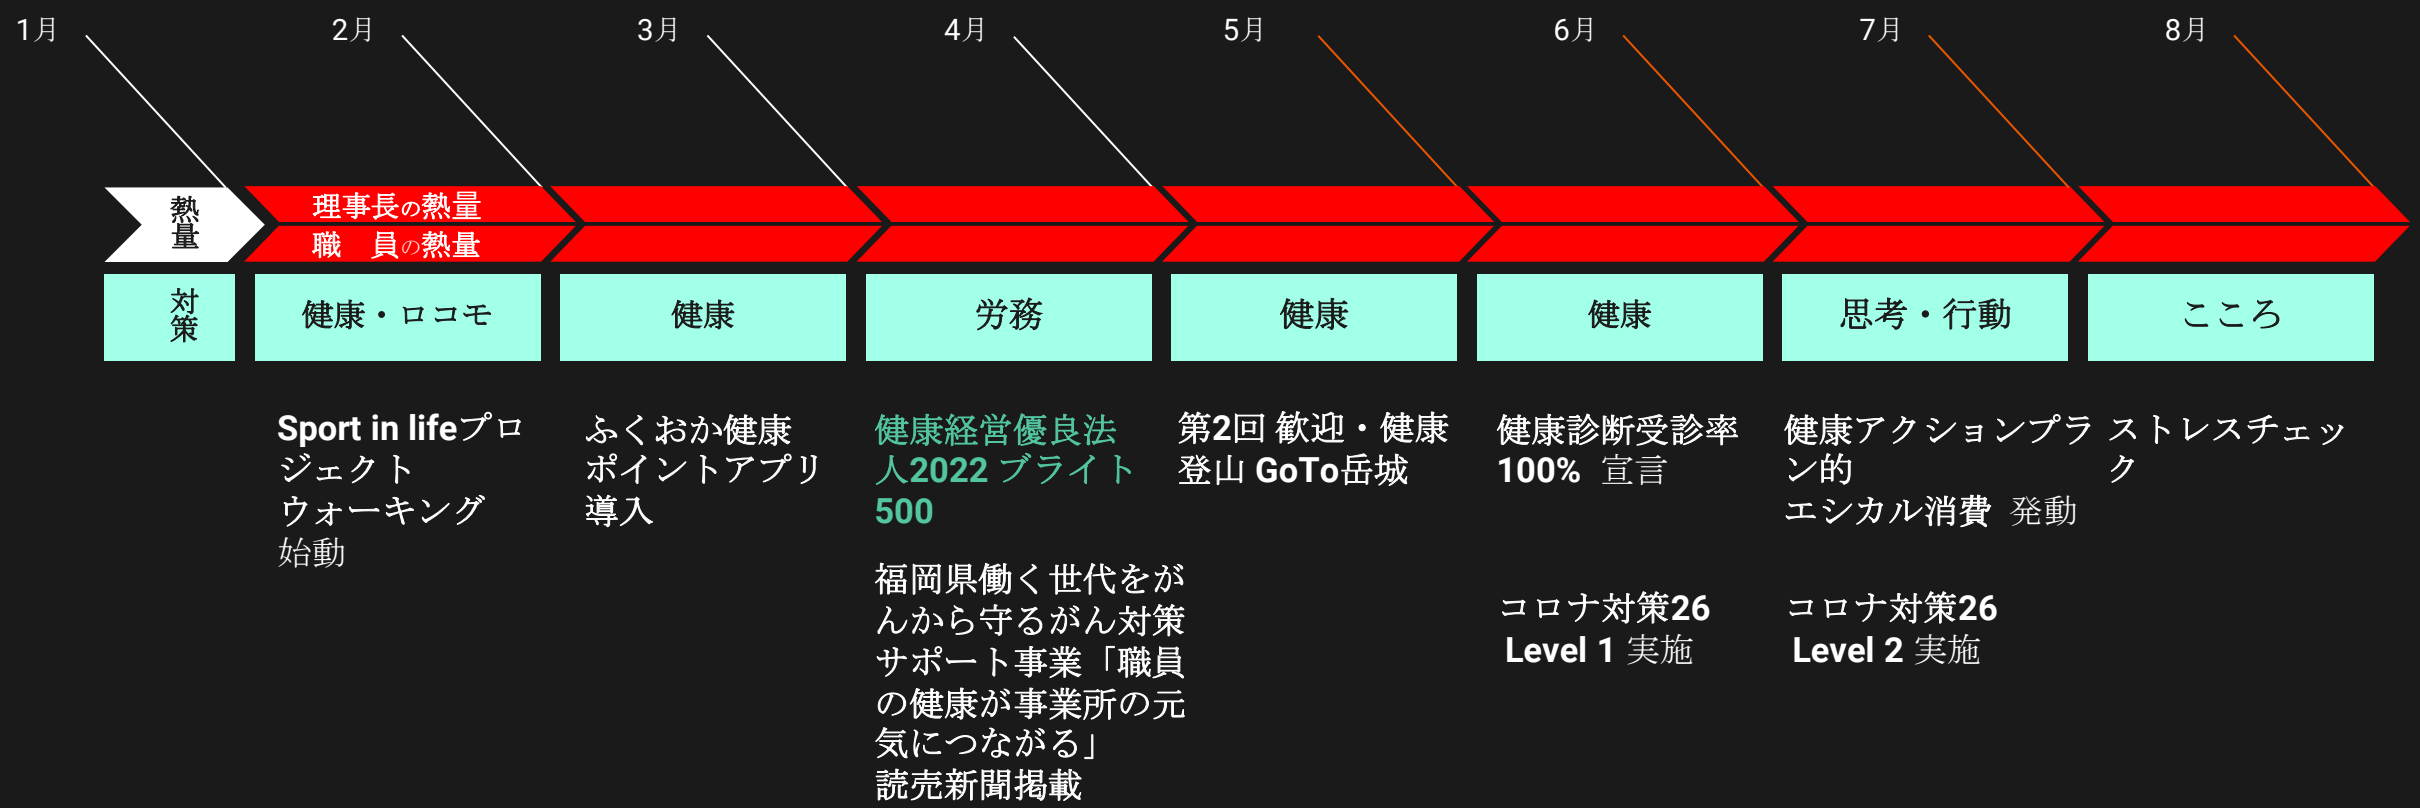 1月
2月
3月
4月
5月
6月
7月
8月
熱量
理事長の熱量
職　員の熱量
対策
健康・ロコモ
健康
労務
健康
健康
思考・行動
こころ
Sport in lifeプロ
ジェクト
ウォーキング
始動
ふくおか健康
ポイントアプリ
導入
健康経営優良法
人2022 ブライト
500
福岡県働く世代をが
んから守るがん対策
サポート事業「職員
の健康が事業所の元
気につながる」
読売新聞掲載
第2回 歓迎・健康
登山 GoTo岳城
健康診断受診率
100% 宣言
コロナ対策26
Level 1 実施
健康アクションプラ
ン的
エシカル消費 発動
コロナ対策26
Level 2 実施
ストレスチェッ
ク